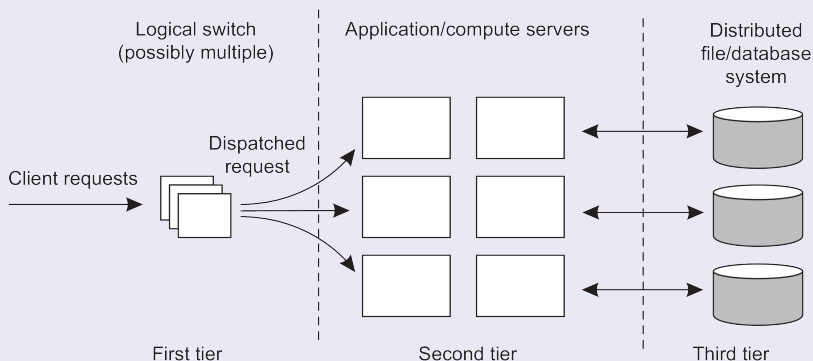 Logical switch
(possibly multiple)
Application/compute servers
Distributed
file/database
system
Dispatched
request
Client requests
First tier
Second tier
Third tier